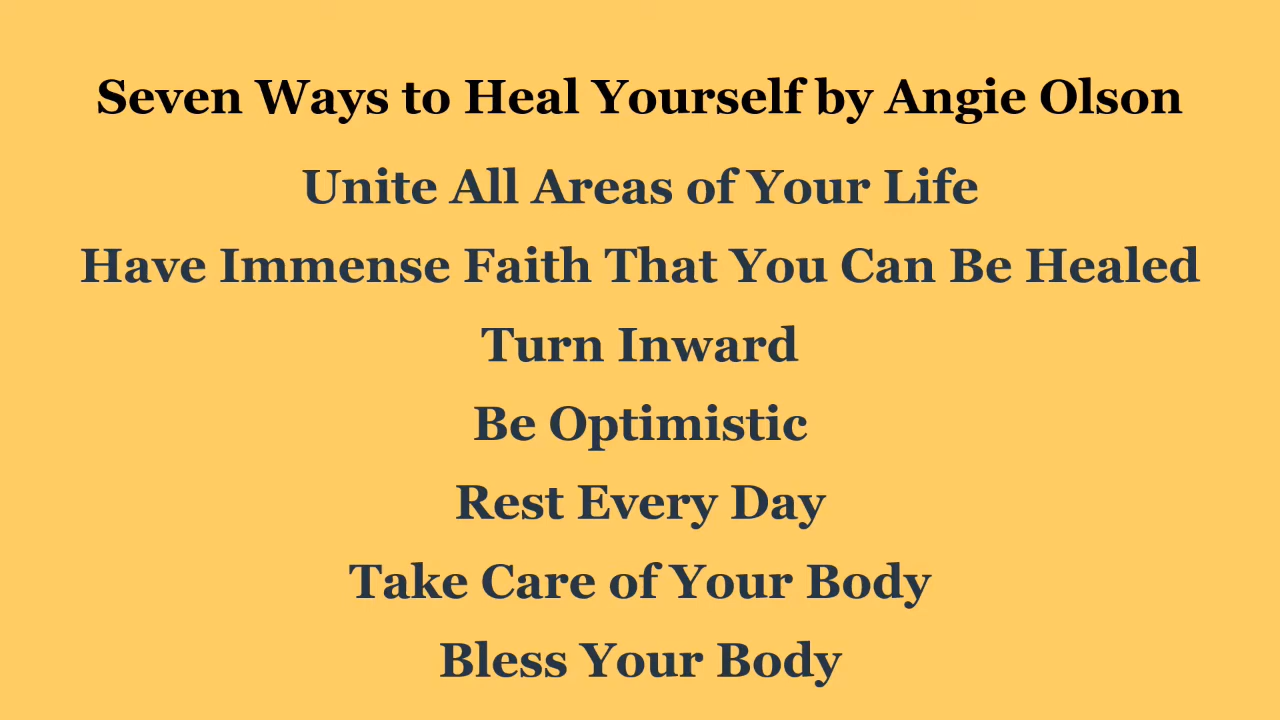 Seven Ways to Heal Yourself by Angie Olson
Unite All Areas of Your Life
Have Immense Faith That You Can Be Healed
Turn Inward
Be Optimistic
Rest Every Day
Take Care of Your Body
Bless Your Body